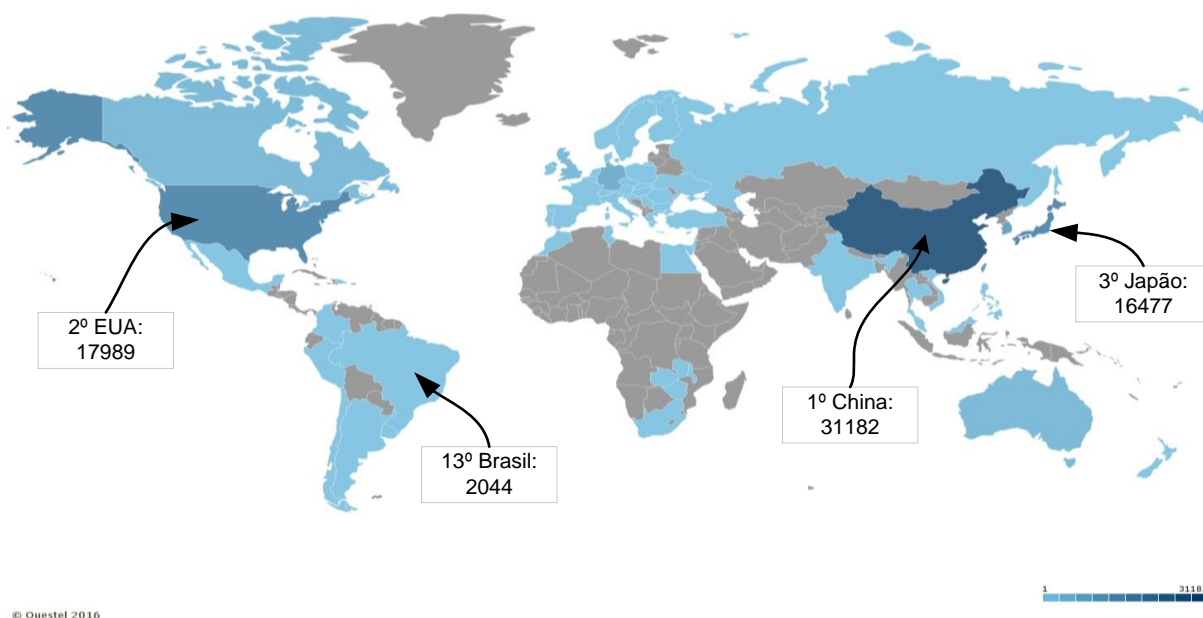 2º EUA:
17989
3º Japão:
16477
1º China:
31182
13º Brasil:
2044
1
3118
© Questel 2016